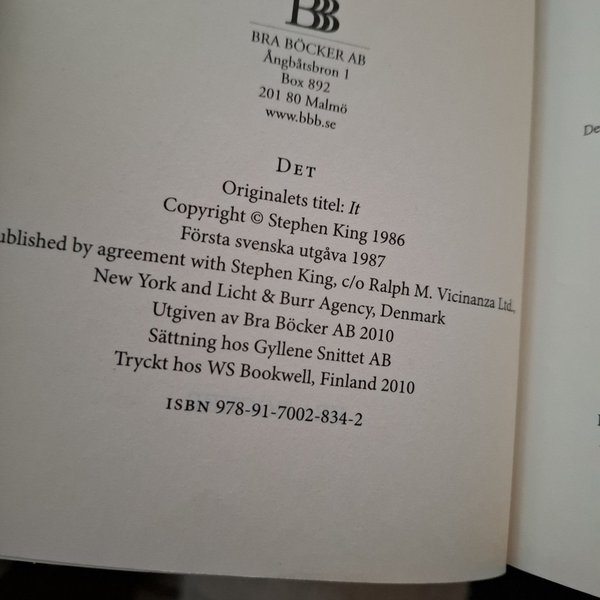 BBB
BRA BÖCKER AB
Ångbåtsbron 1
Box 892
201 80 Malmö
www.bbb.se
DET
Originalets titel: It
Copyright © Stephen King 1986
Första svenska utgåva 1987
ublished by agreement with Stephen King, c/o Ralph M. Vicinanza Ltd.,
New York and Licht & Burr Agency, Denmark
Utgiven av Bra Böcker AB 2010
Sättning hos Gyllene Snittet AB
Tryckt hos WS Bookwell, Finland 2010
ISBN 978-91-7002-834-2
De